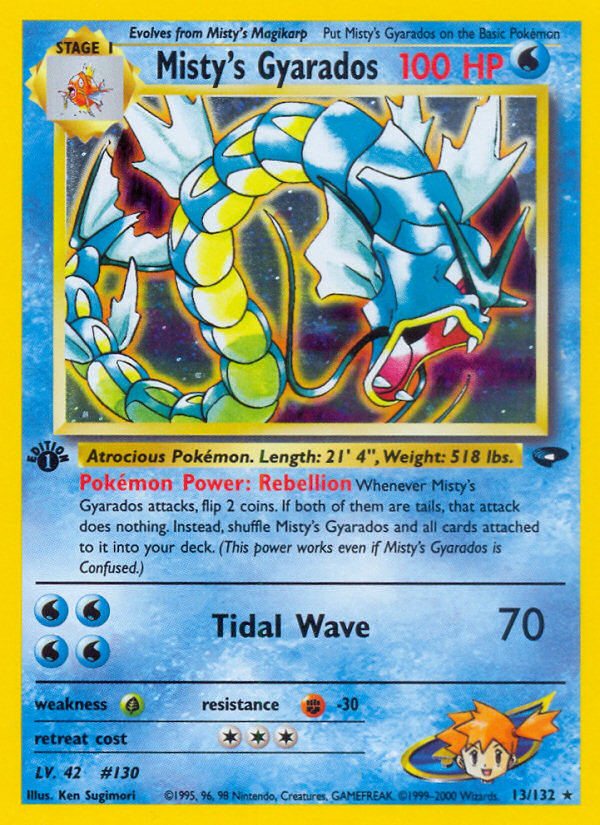 Evolves from Misty's Magikarp Put Misty's Gyarados on the Basic Pokémon
STAGE 1
Misty's Gyarados 100 HP
EDITION
1
Atrocious Pokémon. Length: 21' 4", Weight: 518 lbs.
Pokémon Power: Rebellion Whenever Misty's
Gyarados attacks, flip 2 coins. If both of them are tails, that attack
does nothing. Instead, shuffle Misty's Gyarados and all cards attached
to it into your deck. (This power works even if Misty's Gyarados is
Confused.)
Tidal Wave 70
weakness resistance -30
retreat cost
LV. 42 #130
Illus. Ken Sugimori ©1995, 96, 98 Nintendo, Creatures, GAMEFREAK. ©1999-2000 Wizards. 13/132 ★